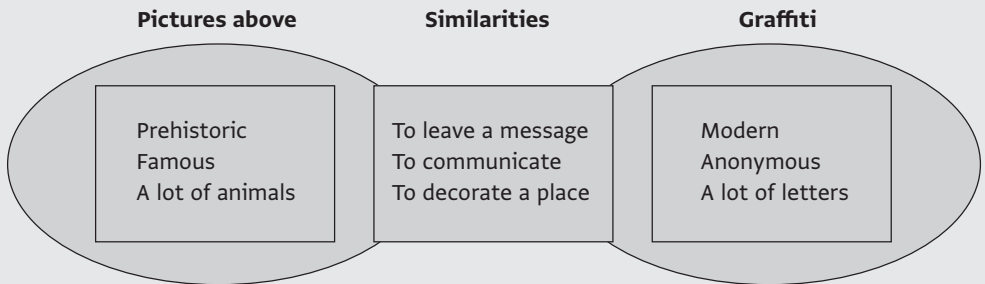 Pictures above
Similarities
Graffiti
Prehistoric
Famous
A lot of animals
To leave a message
To communicate
To decorate a place
Modern
Anonymous
A lot of letters